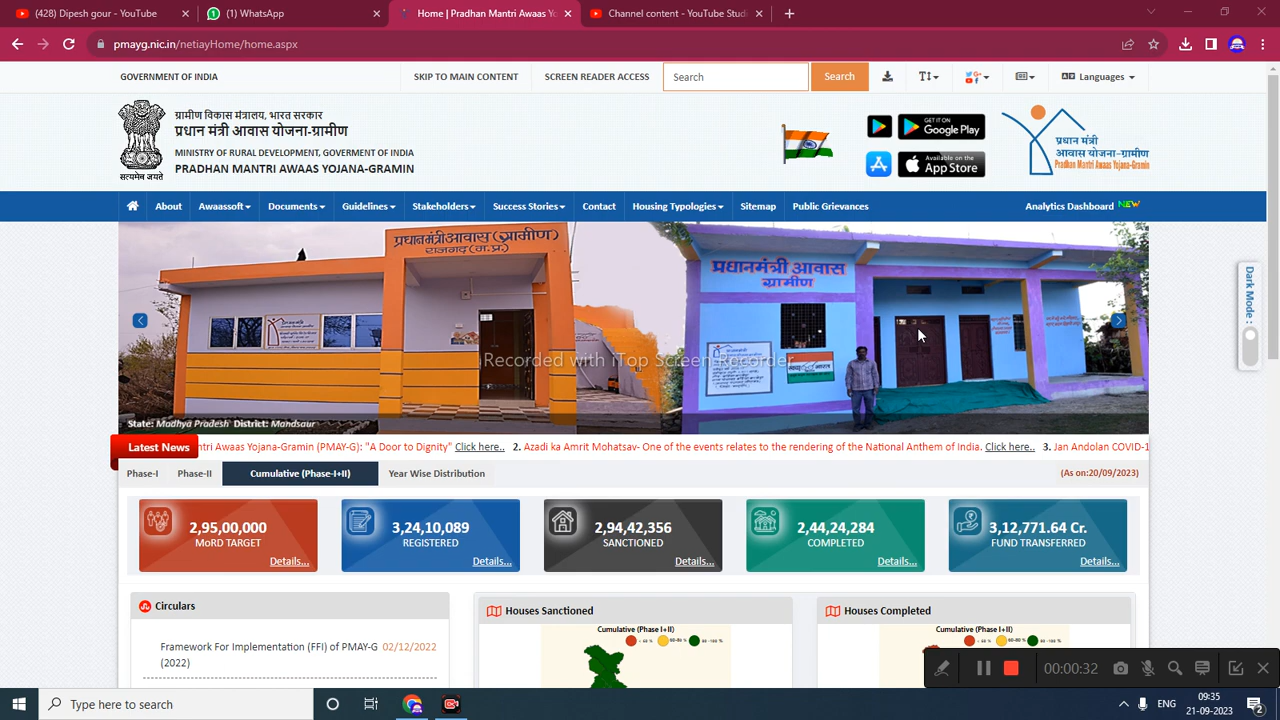 (428) Dipesh gour - YouTube
(1) WhatsApp
Home | Pradhan Mantri Awaas Yo
Channel content - YouTube Studi
pmayg.nic.in/netiayHome/home.aspx
GOVERNMENT OF INDIA
SKIP TO MAIN CONTENT
SCREEN READER ACCESS
Search
Search
Languages
ग्रामीण विकास मंत्रालय, भारत सरकार
प्रधान मंत्री आवास योजना-ग्रामीण
MINISTRY OF RURAL DEVELOPMENT, GOVERMENT OF INDIA
PRADHAN MANTRI AWAAS YOJANA-GRAMIN
सत्यमेव जयते
GET IT ON
Google Play
Available on the
App Store
प्रधान मंत्री
आवास योजना-ग्रामीण
Pradhan Mantri Awaas Yojana-Gramin
About
Awaassoft
Documents
Guidelines
Stakeholders
Success Stories
Contact
Housing Typologies
Sitemap
Public Grievances
Analytics Dashboard NEW
प्रधानमंत्री आवास (ग्रामीण)
राजगढ़ (म.प्र.)
प्रधानमंत्री आवास
ग्रामीण
Dark Mode :
Recorded with iTop Screen Recorder
State: Madhya Pradesh District: Mandsaur
Latest News
ntri Awaas Yojana-Gramin (PMAY-G): "A Door to Dignity" Click here.. 2. Azadi ka Amrit Mohatsav- One of the events relates to the rendering of the National Anthem of India. Click here.. 3. Jan Andolan COVID-1
Phase-I
Phase-II
Cumulative (Phase-I+II)
Year Wise Distribution
(As on:20/09/2023)
2,95,00,000
MoRD TARGET
Details...
3,24,10,089
REGISTERED
Details...
2,94,42,356
SANCTIONED
Details...
2,44,24,284
COMPLETED
Details...
3,12,771.64 Cr.
FUND TRANSFERRED
Details...
Circulars
Framework For Implementation (FFI) of PMAY-G 02/12/2022
(2022)
Houses Sanctioned
Cumulative (Phase I+II)
Houses Completed
Cumulative (Phase I+II)
00:00:32
Type here to search
ENG
09:35
21-09-2023
2